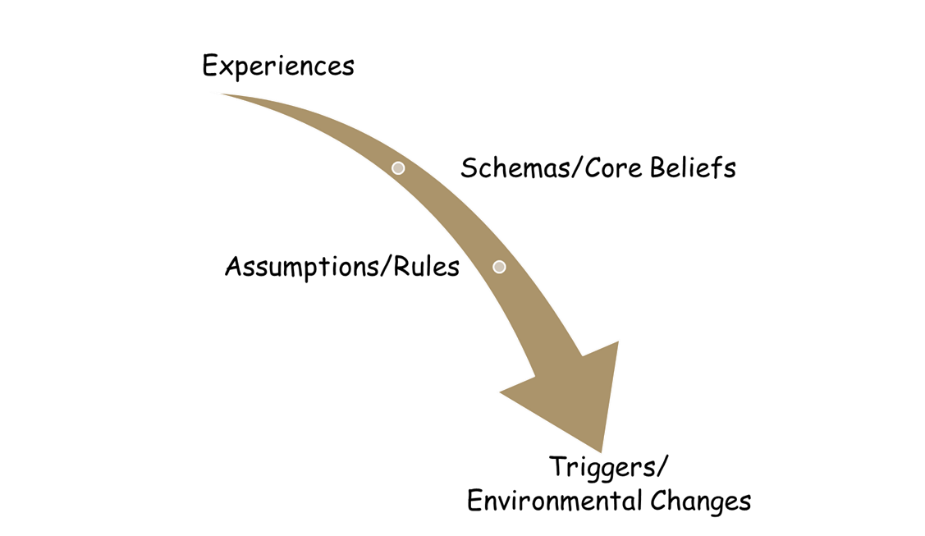 Experiences
Schemas/Core Beliefs
Assumptions/Rules
Triggers/
Environmental Changes